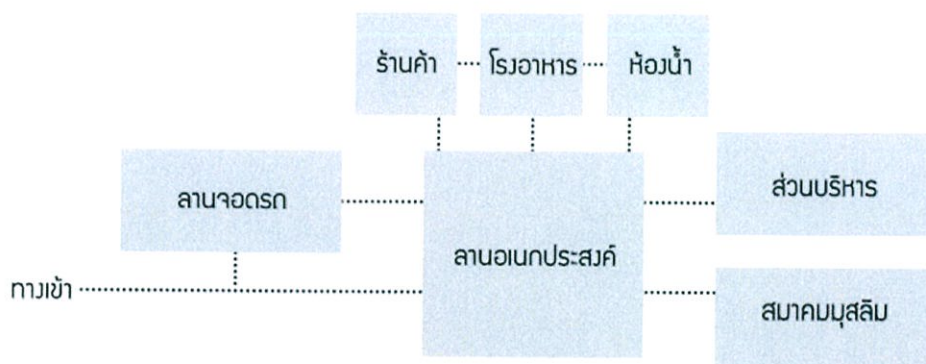 ร้านค้า โรงอาหาร ห้องน้ำ
ลานจอดรถ
ส่วนบริหาร
ลานอเนกประสงค์
ทางเข้า
สมาคมมุสลิม